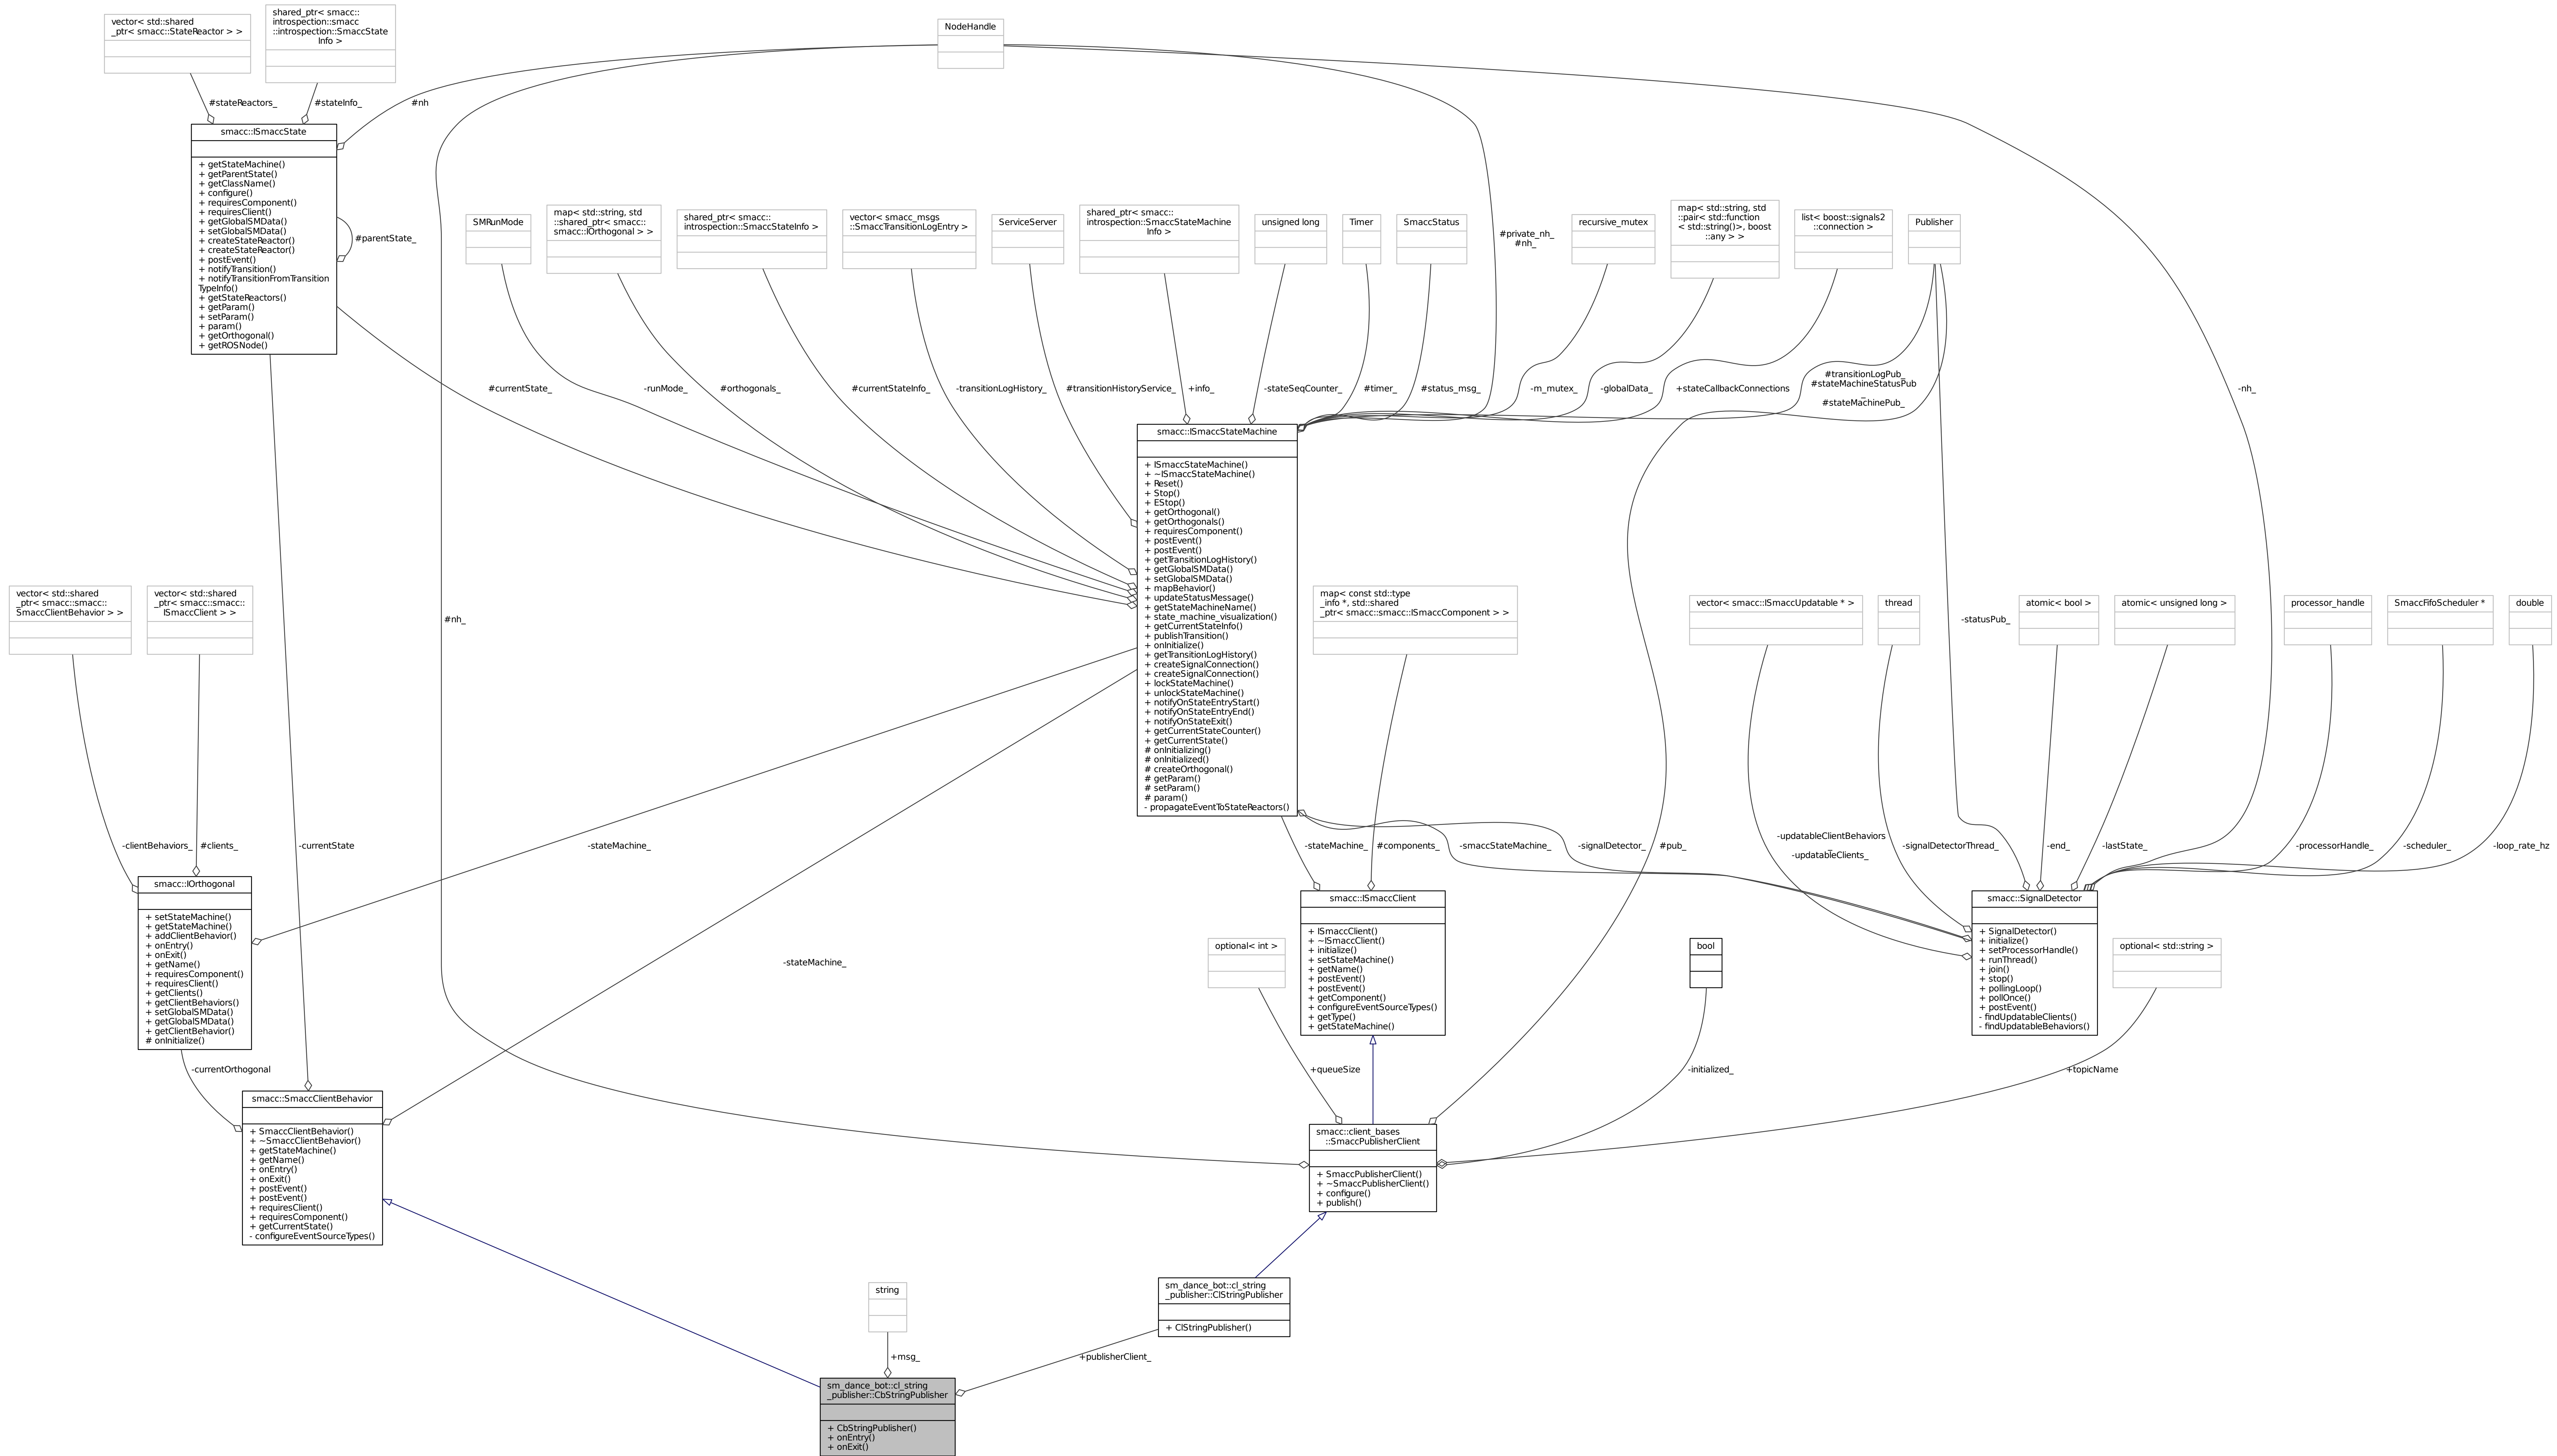 vector< std::shared
_ptr< smacc::StateReactor > >
shared_ptr< smacc::
introspection::smacc
::introspection::SmaccState
Info >
NodeHandle
#stateReactors_
#stateInfo_
#nh
smacc::ISmaccState
+ getStateMachine()
+ getParentState()
+ getClassName()
+ configure()
+ requiresComponent()
+ requiresClient()
+ getGlobalSMData()
+ setGlobalSMData()
+ createStateReactor()
+ createStateReactor()
+ postEvent()
+ notifyTransition()
+ notifyTransitionFromTransition
TypeInfo()
+ getStateReactors()
+ getParam()
+ setParam()
+ param()
+ getOrthogonal()
+ getROSNode()
#parentState_
SMRunMode
map< std::string, std
::shared_ptr< smacc::
smacc::IOrthogonal > >
shared_ptr< smacc::
introspection::SmaccStateInfo >
vector< smacc_msgs
::SmaccTransitionLogEntry >
ServiceServer
shared_ptr< smacc::
introspection::SmaccStateMachine
Info >
unsigned long
Timer
SmaccStatus
#private_nh_
#nh_
recursive_mutex
map< std::string, std
::pair< std::function
< std::string()>, boost
::any > >
list< boost::signals2
::connection >
Publisher
#currentState_
-runMode_
#orthogonals_
#currentStateInfo_
-transitionLogHistory_
#transitionHistoryService_
+info_
-stateSeqCounter_
#timer_
#status_msg_
-m_mutex_
-globalData_
+stateCallbackConnections
#transitionLogPub_
#stateMachineStatusPub
_
#stateMachinePub_
-nh_
smacc::ISmaccStateMachine
+ ISmaccStateMachine()
+ ~ISmaccStateMachine()
+ Reset()
+ Stop()
+ EStop()
+ getOrthogonal()
+ getOrthogonals()
+ requiresComponent()
+ postEvent()
+ postEvent()
+ getTransitionLogHistory()
+ getGlobalSMData()
+ setGlobalSMData()
+ mapBehavior()
+ updateStatusMessage()
+ getStateMachineName()
+ state_machine_visualization()
+ getCurrentStateInfo()
+ publishTransition()
+ onInitialize()
+ getTransitionLogHistory()
+ createSignalConnection()
+ createSignalConnection()
+ lockStateMachine()
+ unlockStateMachine()
+ notifyOnStateEntryStart()
+ notifyOnStateEntryEnd()
+ notifyOnStateExit()
+ getCurrentStateCounter()
+ getCurrentState()
# onInitializing()
# onInitialized()
# createOrthogonal()
# getParam()
# setParam()
# param()
- propagateEventToStateReactors()
vector< std::shared
_ptr< smacc::smacc::
SmaccClientBehavior > >
vector< std::shared
_ptr< smacc::smacc::
ISmaccClient > >
#nh_
map< const std::type
_info *, std::shared
_ptr< smacc::smacc::ISmaccComponent > >
vector< smacc::ISmaccUpdatable * >
thread
-statusPub_
atomic< bool >
atomic< unsigned long >
processor_handle
SmaccFifoScheduler *
double
-clientBehaviors_
#clients_
-currentState
-stateMachine_
-stateMachine_
#components_
-smaccStateMachine_
-signalDetector_
#pub_
-updatableClientBehaviors
_
-updatableClients_
-signalDetectorThread_
-end_
-lastState_
-processorHandle_
-scheduler_
-loop_rate_hz
smacc::IOrthogonal
+ setStateMachine()
+ getStateMachine()
+ addClientBehavior()
+ onEntry()
+ onExit()
+ getName()
+ requiresComponent()
+ requiresClient()
+ getClients()
+ getClientBehaviors()
+ setGlobalSMData()
+ getGlobalSMData()
+ getClientBehavior()
# onInitialize()
-stateMachine_
optional< int >
smacc::ISmaccClient
+ ISmaccClient()
+ ~ISmaccClient()
+ initialize()
+ setStateMachine()
+ getName()
+ postEvent()
+ postEvent()
+ getComponent()
+ configureEventSourceTypes()
+ getType()
+ getStateMachine()
bool
smacc::SignalDetector
+ SignalDetector()
+ initialize()
+ setProcessorHandle()
+ runThread()
+ join()
+ stop()
+ pollingLoop()
+ pollOnce()
+ postEvent()
- findUpdatableClients()
- findUpdatableBehaviors()
optional< std::string >
-currentOrthogonal
+queueSize
-initialized_
+topicName
smacc::SmaccClientBehavior
+ SmaccClientBehavior()
+ ~SmaccClientBehavior()
+ getStateMachine()
+ getName()
+ onEntry()
+ onExit()
+ postEvent()
+ postEvent()
+ requiresClient()
+ requiresComponent()
+ getCurrentState()
- configureEventSourceTypes()
smacc::client_bases
::SmaccPublisherClient
+ SmaccPublisherClient()
+ ~SmaccPublisherClient()
+ configure()
+ publish()
string
sm_dance_bot::cl_string
_publisher::ClStringPublisher
+ ClStringPublisher()
+msg_
+publisherClient_
sm_dance_bot::cl_string
_publisher::CbStringPublisher
+ CbStringPublisher()
+ onEntry()
+ onExit()